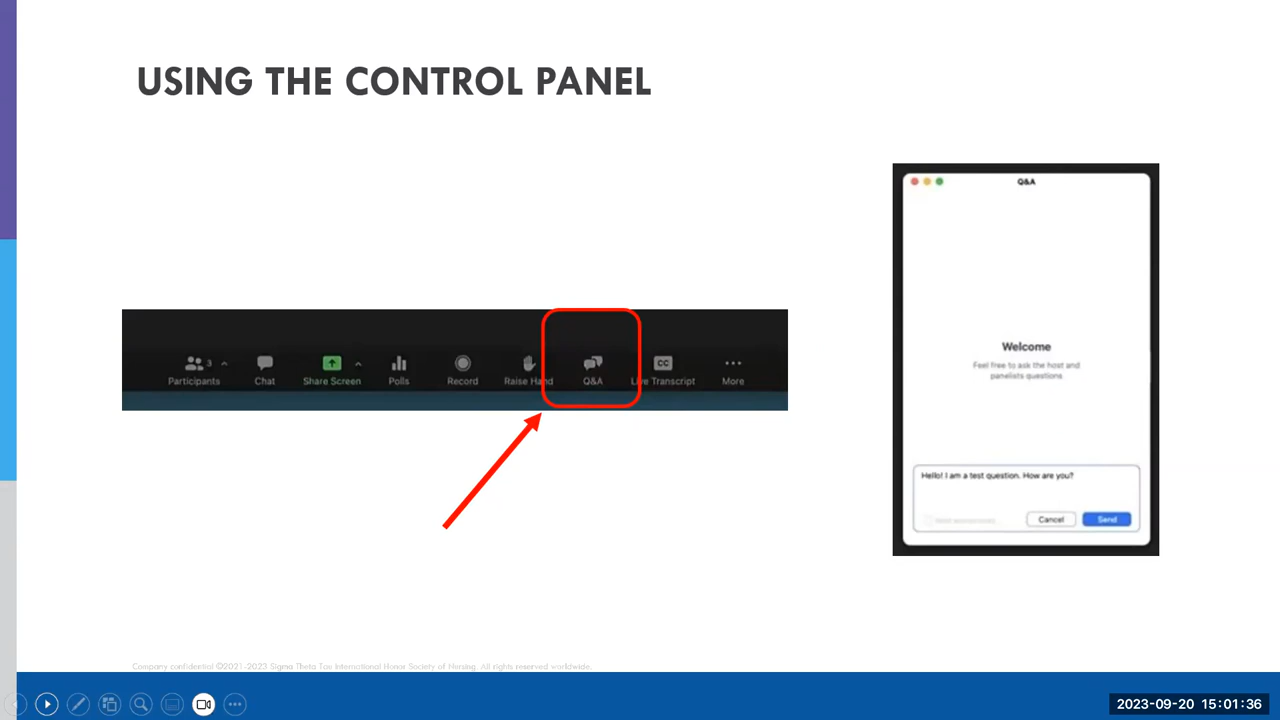 USING THE CONTROL PANEL
Q&A
Welcome
Feel free to ask the host and
panelists questions
3
Participants
Chat
Share Screen
Polls
Record
Raise Hand
Q&A
CC
Live Transcript
More
Hello! I am a test question. How are you?
Cancel
Send
Company confidential ©2021-2023 Sigma Theta Tau International Honor Society of Nursing. All rights reserved worldwide.
2023-09-20 15:01:36